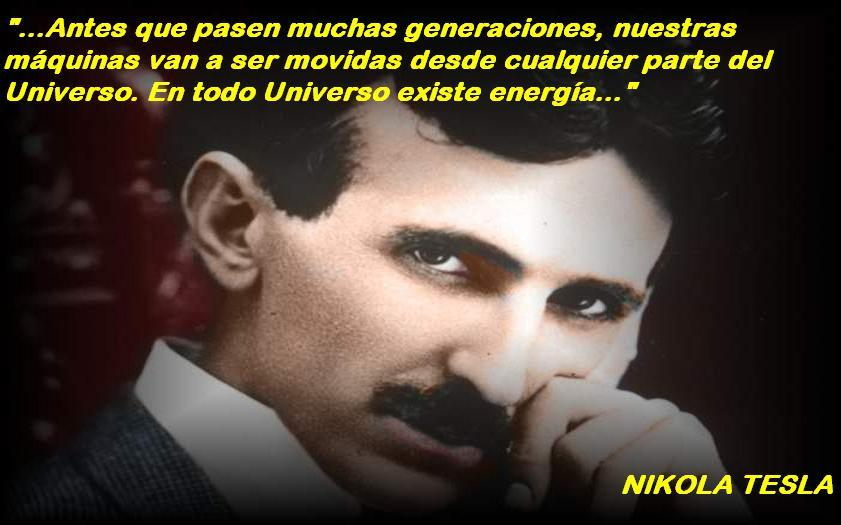 "...Antes que pasen muchas generaciones, nuestras
máquinas van a ser movidas desde cualquier parte del
Universo. En todo Universo existe energía..."
NIKOLA TESLA